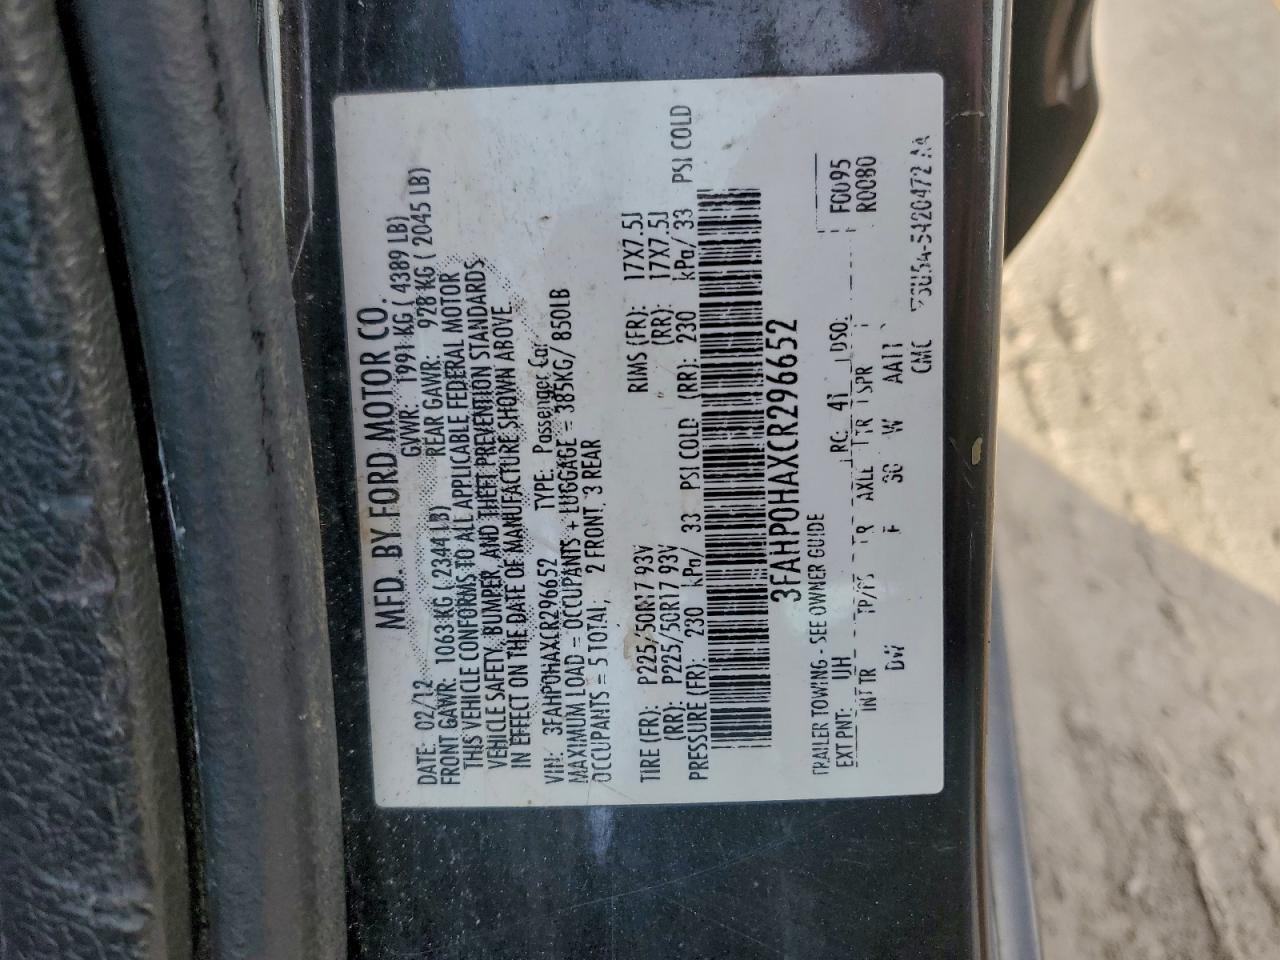 MFD. BY FORD MOTOR CO.
DATE: 02/12 GVWR: 1991 KG ( 4389 LB)
FRONT GAWR: 1063 KG ( 2344 LB) REAR GAWR: 928 KG ( 2045 LB)
THIS VEHICLE CONFORMS TO ALL APPLICABLE FEDERAL MOTOR
VEHICLE SAFETY, BUMPER, AND THEFT PREVENTION STANDARDS
IN EFFECT ON THE DATE OF MANUFACTURE SHOWN ABOVE
VIN: 3FAHP0HAXCR296652 TYPE: Passenger Car
MAXIMUM LOAD = OCCUPANTS + LUGGAGE = 385KG/ 850LB
OCCUPANTS = 5 TOTAL, 2 FRONT, 3 REAR
TIRE (FR): P225/50R17 93V RIMS (FR): 17X7.5J
(RR): P225/50R17 93V (RR): 17X7.5J
PRESSURE (FR): 230 kPa/ 33 PSI COLD (RR): 230 kPa/ 33 PSI COLD
3FAHP0HAXCR296652
TRAILER TOWING - SEE OWNER GUIDE
EXT PNT: UH RC: 41 DSO: F0095
INT TR TP/PS R AXLE TR SPR R0080
DW F 30 W AA11
CMC